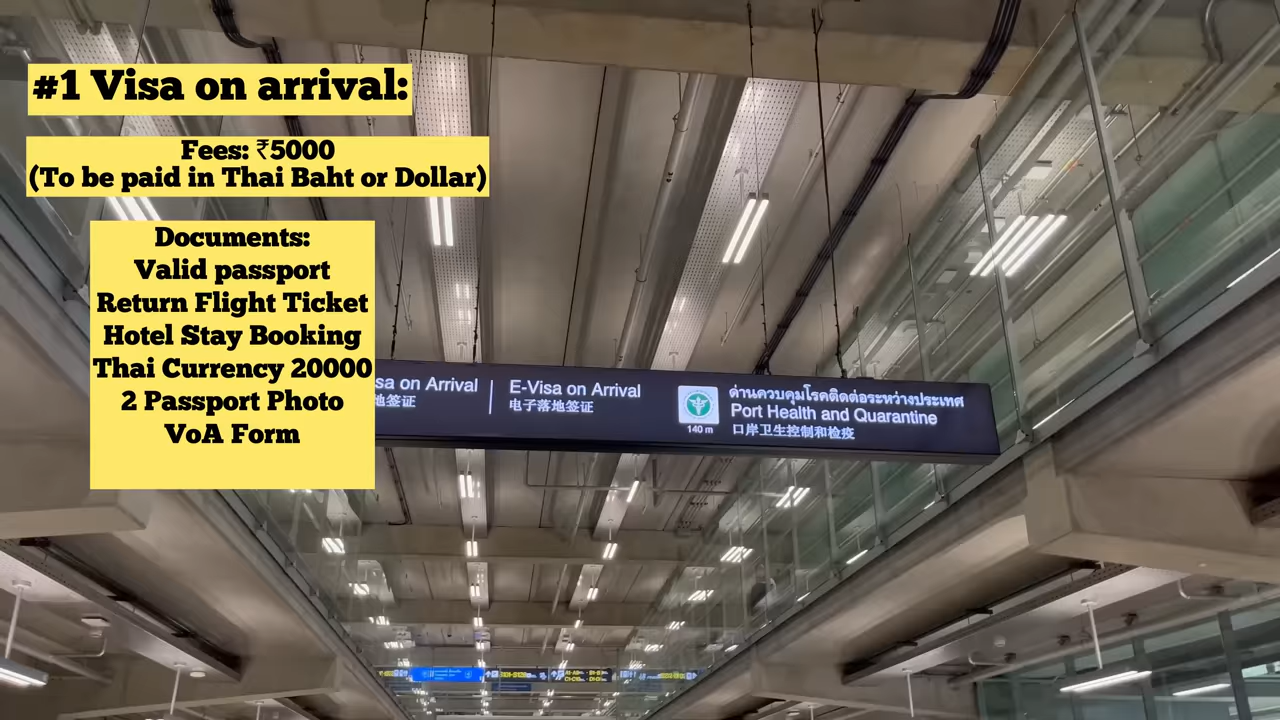 #1 Visa on arrival:
Fees: ₹5000
(To be paid in Thai Baht or Dollar)
Documents:
Valid passport
Return Flight Ticket
Hotel Stay Booking
Thai Currency 20000
2 Passport Photo
VoA Form
sa on Arrival
地签证
E-Visa on Arrival
电子落地签证
140 m
ด่านควบคุมโรคติดต่อระหว่างประเทศ
Port Health and Quarantine
口岸卫生控制和检疫